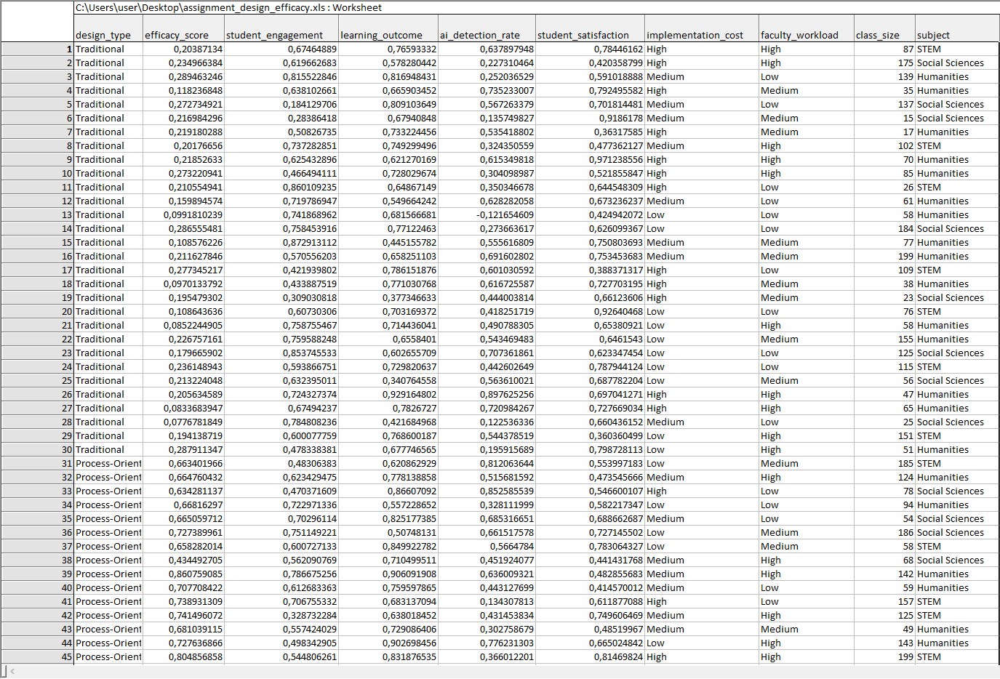 C:\Users\user\Desktop\assignment_design_efficacy.xls : Worksheet
design_type efficacy_score student_engagement learning_outcome ai_detection_rate student_satisfaction implementation_cost faculty_workload class_size subject
1 Traditional 0,20387134 0,67464889 0,76593332 0,637897948 0,78446162 High High 87 STEM
2 Traditional 0,234966384 0,619662683 0,578280442 0,227310464 0,420358799 High High 175 Social Sciences
3 Traditional 0,289463246 0,815522846 0,816948431 0,252036529 0,591018888 Medium Low 139 Humanities
4 Traditional 0,118236848 0,638102661 0,665903452 0,735233007 0,792495582 High Medium 35 Humanities
5 Traditional 0,272734921 0,184129706 0,809103649 0,567263379 0,701814481 Medium Low 137 Social Sciences
6 Traditional 0,216984296 0,28386418 0,67940848 0,135749827 0,9186178 Medium Medium 15 Social Sciences
7 Traditional 0,219180288 0,50826735 0,733224456 0,535418802 0,36317585 High Medium 17 Humanities
8 Traditional 0,20176656 0,737282851 0,749299496 0,324350559 0,477362127 Medium High 102 STEM
9 Traditional 0,21852633 0,625432896 0,621270169 0,615349818 0,971238556 High High 70 Humanities
10 Traditional 0,273220941 0,466494111 0,728029674 0,304098987 0,521855847 High High 85 Humanities
11 Traditional 0,210554941 0,860109235 0,64867149 0,350346678 0,644548309 High Low 26 STEM
12 Traditional 0,159894574 0,719786947 0,549664242 0,628282058 0,673236237 Medium Low 61 Humanities
13 Traditional 0,0991810239 0,741868962 0,681566681 -0,121654609 0,424942072 Low Low 58 Humanities
14 Traditional 0,286555481 0,758453916 0,77122463 0,273663617 0,626099367 Low Low 184 Social Sciences
15 Traditional 0,108576226 0,872913112 0,445155782 0,555616809 0,750803693 Medium Medium 77 Humanities
16 Traditional 0,211627846 0,570556203 0,658251103 0,691602802 0,753453683 Medium Medium 199 Humanities
17 Traditional 0,277345217 0,421939802 0,786151876 0,601030592 0,388371317 High Low 109 STEM
18 Traditional 0,0970133792 0,433887519 0,771030768 0,616725587 0,727703195 High Medium 38 Humanities
19 Traditional 0,195479302 0,309030818 0,377346633 0,444003814 0,66123606 High Medium 23 Social Sciences
20 Traditional 0,108643636 0,60730306 0,703169372 0,418251719 0,92640468 Low Low 76 STEM
21 Traditional 0,0852244905 0,758755467 0,714436041 0,490788305 0,65380921 Low High 58 Humanities
22 Traditional 0,226757161 0,759588248 0,6558401 0,543469483 0,6461543 Low Medium 155 Humanities
23 Traditional 0,179665902 0,853745533 0,602655709 0,707361861 0,623347454 Low Low 125 Social Sciences
24 Traditional 0,236148943 0,593866751 0,729820637 0,442602649 0,787944124 Low Low 115 STEM
25 Traditional 0,213224048 0,632395011 0,340764558 0,563610021 0,687782204 Low Medium 56 Social Sciences
26 Traditional 0,205634589 0,724327374 0,929164802 0,897625256 0,697041271 High High 47 Humanities
27 Traditional 0,0833683947 0,67494237 0,7826727 0,720984267 0,727669034 High High 65 Humanities
28 Traditional 0,0776781849 0,784808236 0,421684968 0,122536336 0,660436152 Medium Low 25 Social Sciences
29 Traditional 0,194138719 0,600077759 0,768600187 0,544378519 0,360360499 Low High 151 STEM
30 Traditional 0,287911347 0,478338381 0,677746565 0,195915689 0,798728113 Low High 51 Humanities
31 Process-Orient 0,663401966 0,48306383 0,620862929 0,812063644 0,553997183 Low Medium 185 STEM
32 Process-Orient 0,664760432 0,623429475 0,778138858 0,515681592 0,473545666 Medium High 124 Humanities
33 Process-Orient 0,634281137 0,470371609 0,86607092 0,852585539 0,546600107 High Low 78 Social Sciences
34 Process-Orient 0,66816297 0,722971336 0,557228652 0,328111999 0,582217347 Low Low 94 Humanities
35 Process-Orient 0,665059712 0,70296114 0,825177385 0,685316651 0,688662687 Medium Low 54 Social Sciences
36 Process-Orient 0,727389961 0,751149221 0,50748131 0,661517578 0,727145502 Low Medium 186 Social Sciences
37 Process-Orient 0,658282014 0,600727133 0,849922782 0,5664784 0,783064327 Low Medium 58 STEM
38 Process-Orient 0,434492705 0,562090769 0,710499511 0,451924077 0,441431768 Medium High 68 Social Sciences
39 Process-Orient 0,860759085 0,786675256 0,906091908 0,636009321 0,482855683 Medium High 142 Humanities
40 Process-Orient 0,707708422 0,612683363 0,759597865 0,443127699 0,414570012 Medium Low 59 Humanities
41 Process-Orient 0,738931309 0,706755332 0,683137094 0,134307813 0,611877088 High Low 157 STEM
42 Process-Orient 0,741496072 0,328732284 0,638018452 0,431453834 0,749606469 Medium High 125 STEM
43 Process-Orient 0,681039115 0,557424029 0,729086406 0,302758679 0,48519967 Medium Medium 49 Humanities
44 Process-Orient 0,727636866 0,498342905 0,902698456 0,776231303 0,665024842 Low High 143 Humanities
45 Process-Orient 0,804856858 0,544806261 0,831876535 0,366012201 0,81469824 High High 199 STEM